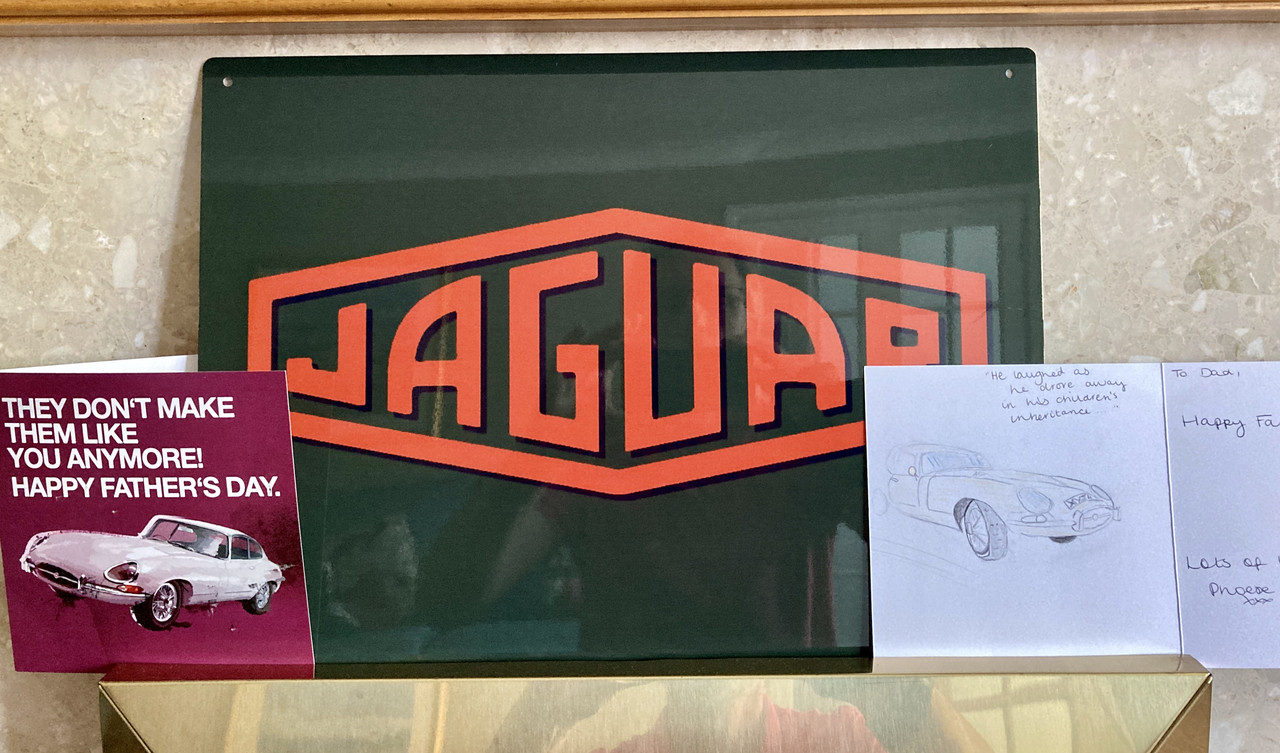 JAGUAR
THEY DON'T MAKE
THEM LIKE
YOU ANYMORE!
HAPPY FATHER'S DAY.
"He laughed as
he drove away
in his children's
inheritance...."
To Dad,
Happy Fa
Lots of
Phoebe
xxx